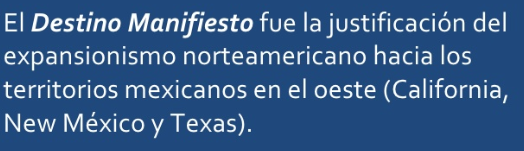 El Destino Manifiesto fue la justificación del
expansionismo norteamericano hacia los
territorios mexicanos en el oeste (California,
New México y Texas).